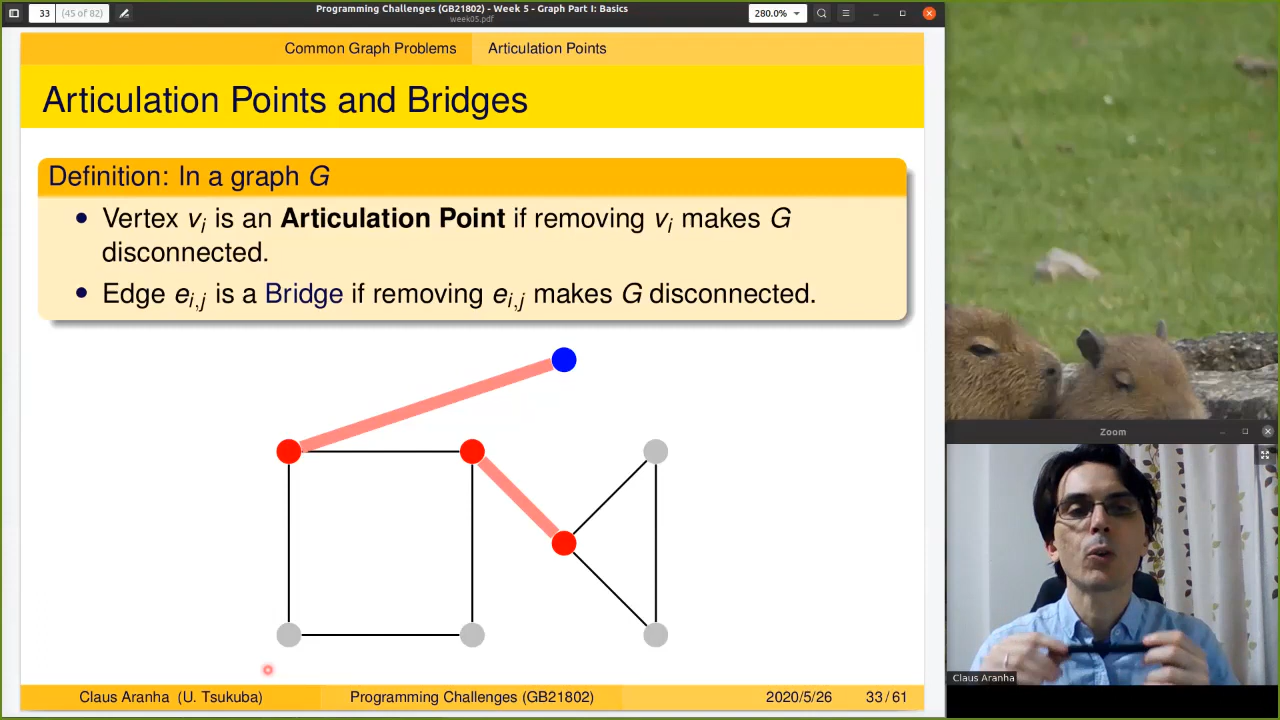 33 (45 of 82)
Programming Challenges (GB21802) - Week 5 - Graph Part I: Basics
week05.pdf
280.0%
Common Graph Problems Articulation Points
Articulation Points and Bridges
Definition: In a graph G
• Vertex vi is an Articulation Point if removing vi makes G
disconnected.
• Edge ei,j is a Bridge if removing ei,j makes G disconnected.
Claus Aranha (U. Tsukuba) Programming Challenges (GB21802) 2020/5/26 33 / 61
Zoom
Claus Aranha